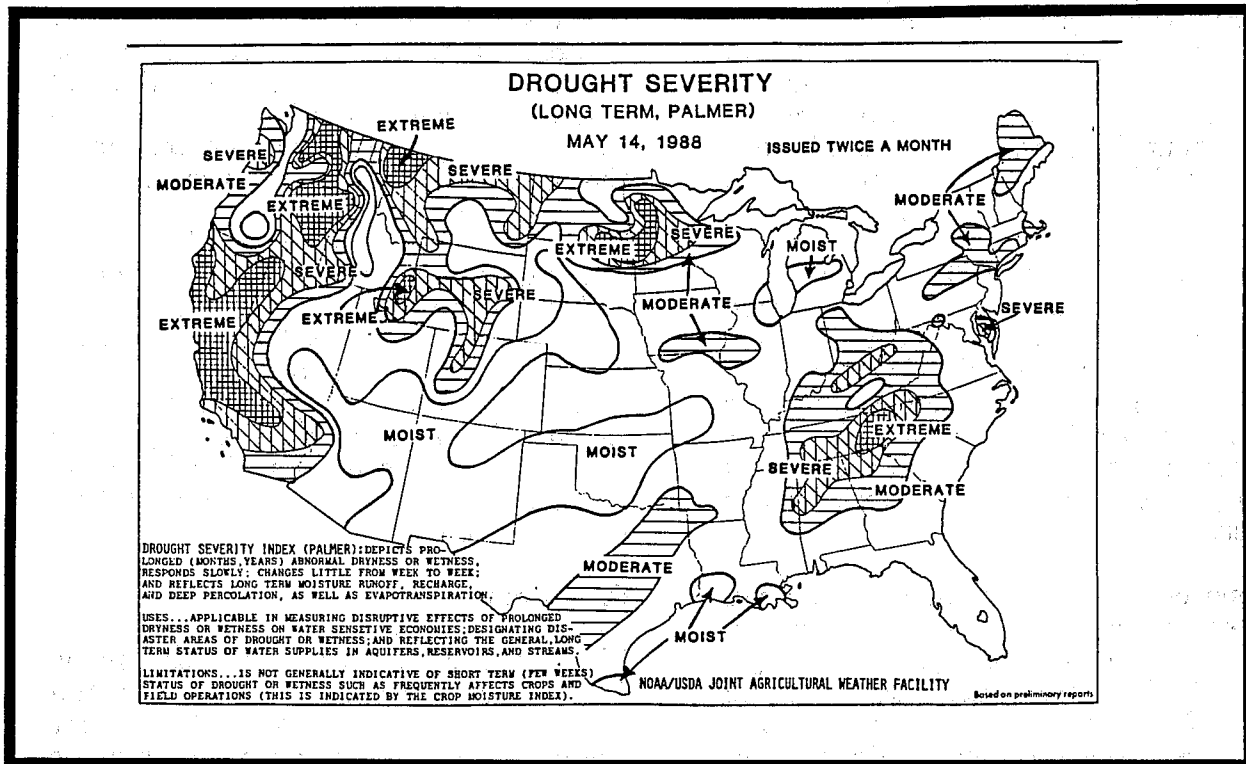 DROUGHT SEVERITY
(LONG TERM, PALMER)
MAY 14, 1988
ISSUED TWICE A MONTH
EXTREME
SEVERE
SEVERE
MODERATE
MODERATE
EXTREME
SEVERE
EXTREME
MOIST
SEVERE
SEVERE
MODERATE
SEVERE
EXTREME
EXTREME
MOIST
MOIST
EXTREME
SEVERE
MODERATE
MODERATE
MOIST
DROUGHT SEVERITY INDEX (PALMER):DEPICTS PRO-
LONGED (MONTHS,YEARS) ABNORMAL DRYNESS OR WETNESS,
RESPONDS SLOWLY; CHANGES LITTLE FROM WEEK TO WEEK;
AND REFLECTS LONG TERM MOISTURE RUNOFF, RECHARGE,
AND DEEP PERCOLATION, AS WELL AS EVAPOTRANSPIRATION.
USES...APPLICABLE IN MEASURING DISRUPTIVE EFFECTS OF PROLONGED
DRYNESS OR WETNESS ON WATER SENSETIVE ECONOMIES;DESIGNATING DIS-
ASTER AREAS OF DROUGHT OR WETNESS;AND REFLECTING THE GENERAL,LONG
TERM STATUS OF WATER SUPPLIES IN AQUIFERS,RESERVOIRS,AND STREAMS.
LIMITATIONS...IS NOT GENERALLY INDICATIVE OF SHORT TERM (FEW WEEKS)
STATUS OF DROUGHT OR WETNESS SUCH AS FREQUENTLY AFFECTS CROPS AND
FIELD OPERATIONS (THIS IS INDICATED BY THE CROP MOISTURE INDEX).
NOAA/USDA JOINT AGRICULTURAL WEATHER FACILITY
Based on preliminary reports